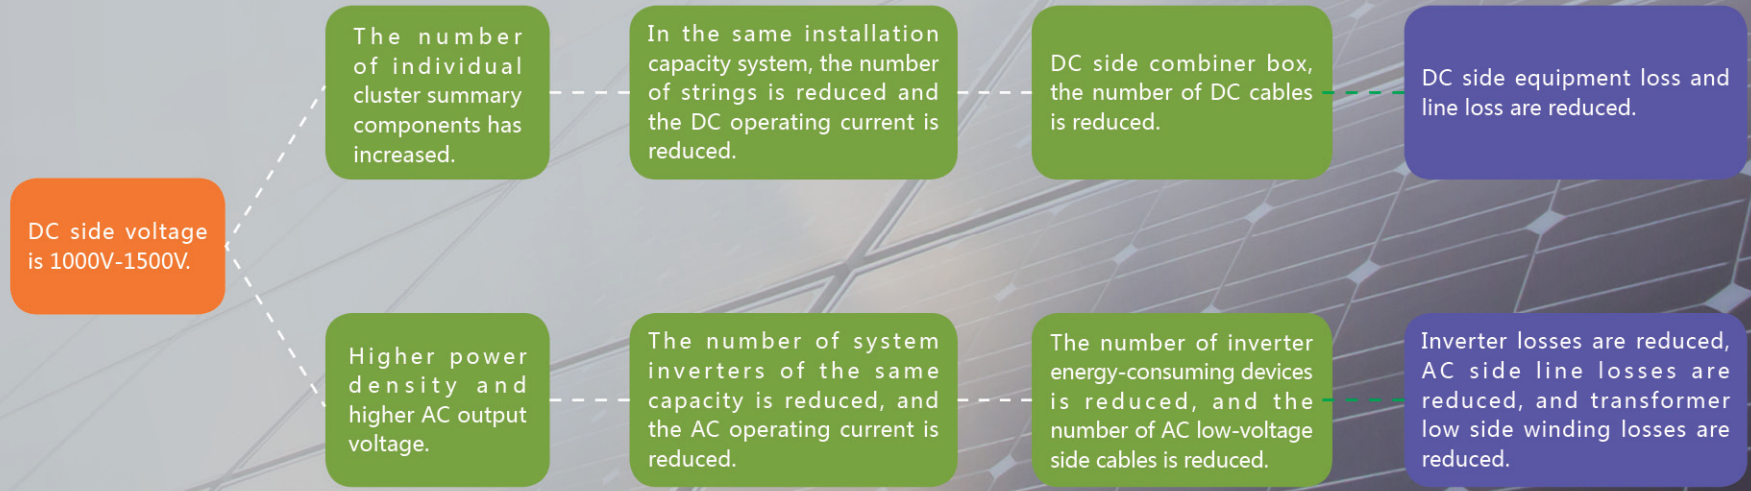 The number
of individual
cluster summary
components has
increased.
In the same installation
capacity system, the number
of strings is reduced and
the DC operating current is
reduced.
DC side combiner box,
the number of DC cables
is reduced.
DC side equipment loss and
line loss are reduced.
DC side voltage
is 1000V-1500V.
Higher power
density and
higher AC output
voltage.
The number of system
inverters of the same
capacity is reduced, and
the AC operating current is
reduced.
The number of inverter
energy-consuming devices
is reduced, and the
number of AC low-voltage
side cables is reduced.
Inverter losses are reduced,
AC side line losses are
reduced, and transformer
low side winding losses are
reduced.